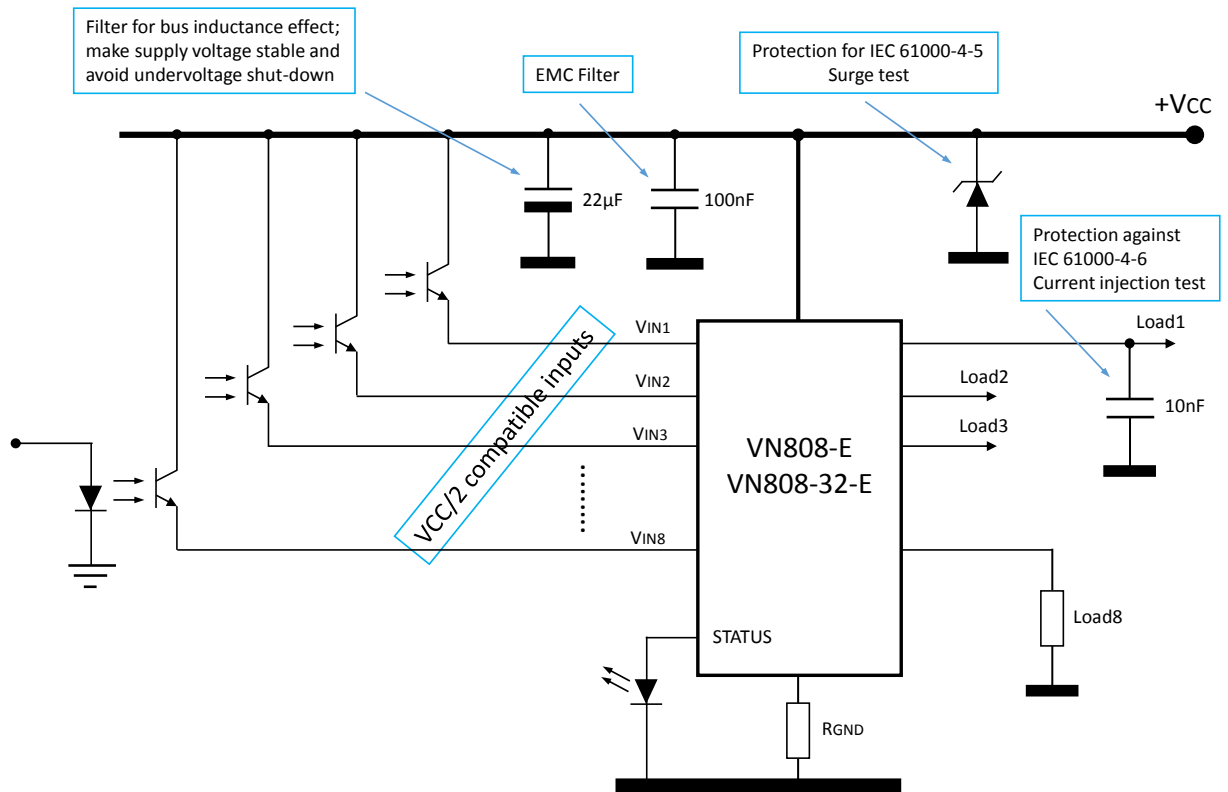 Filter for bus inductance effect;
make supply voltage stable and
avoid undervoltage shut-down
EMC Filter
Protection for IEC 61000-4-5
Surge test
+VCC
22µF
100nF
Protection against
IEC 61000-4-6
Current injection test
VIN1
Load1
VIN2
Load2
VIN3
Load3
10nF
VCC/2 compatible inputs
VN808-E
VN808-32-E
VIN8
Load8
STATUS
RGND